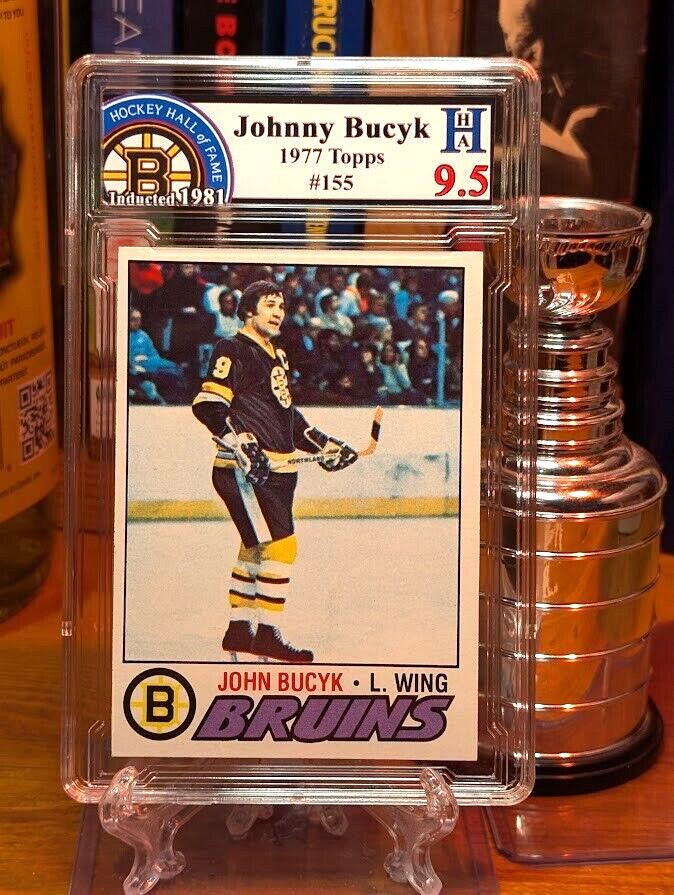 HOCKEY HALL of FAME
B
Inducted 1981
Johnny Bucyk
1977 Topps
#155
H
HA
9.5
9
C
B
NORTHLAND
B
JOHN BUCYK • L. WING
BRUINS